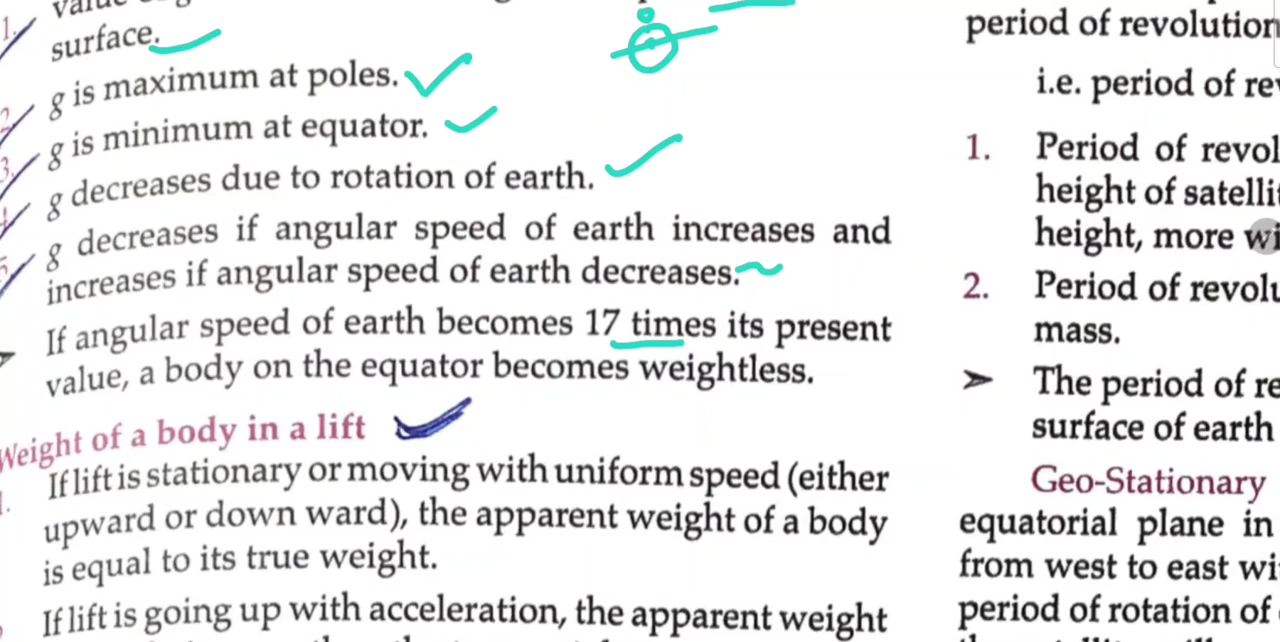 1.
surface.
2. g is maximum at poles.
3. g is minimum at equator.
g decreases due to rotation of earth.
g decreases if angular speed of earth increases and
increases if angular speed of earth decreases.
➢ If angular speed of earth becomes 17 times its present
value, a body on the equator becomes weightless.
Weight of a body in a lift
If lift is stationary or moving with uniform speed (either
upward or down ward), the apparent weight of a body
is equal to its true weight.
If lift is going up with acceleration, the apparent weight
period of revolution
i.e. period of
1. Period of
height of
height, more
2. Period of
mass.
➢ The period of
surface of earth
Geo-Stationary
equatorial plane in
from west to east
period of rotation of